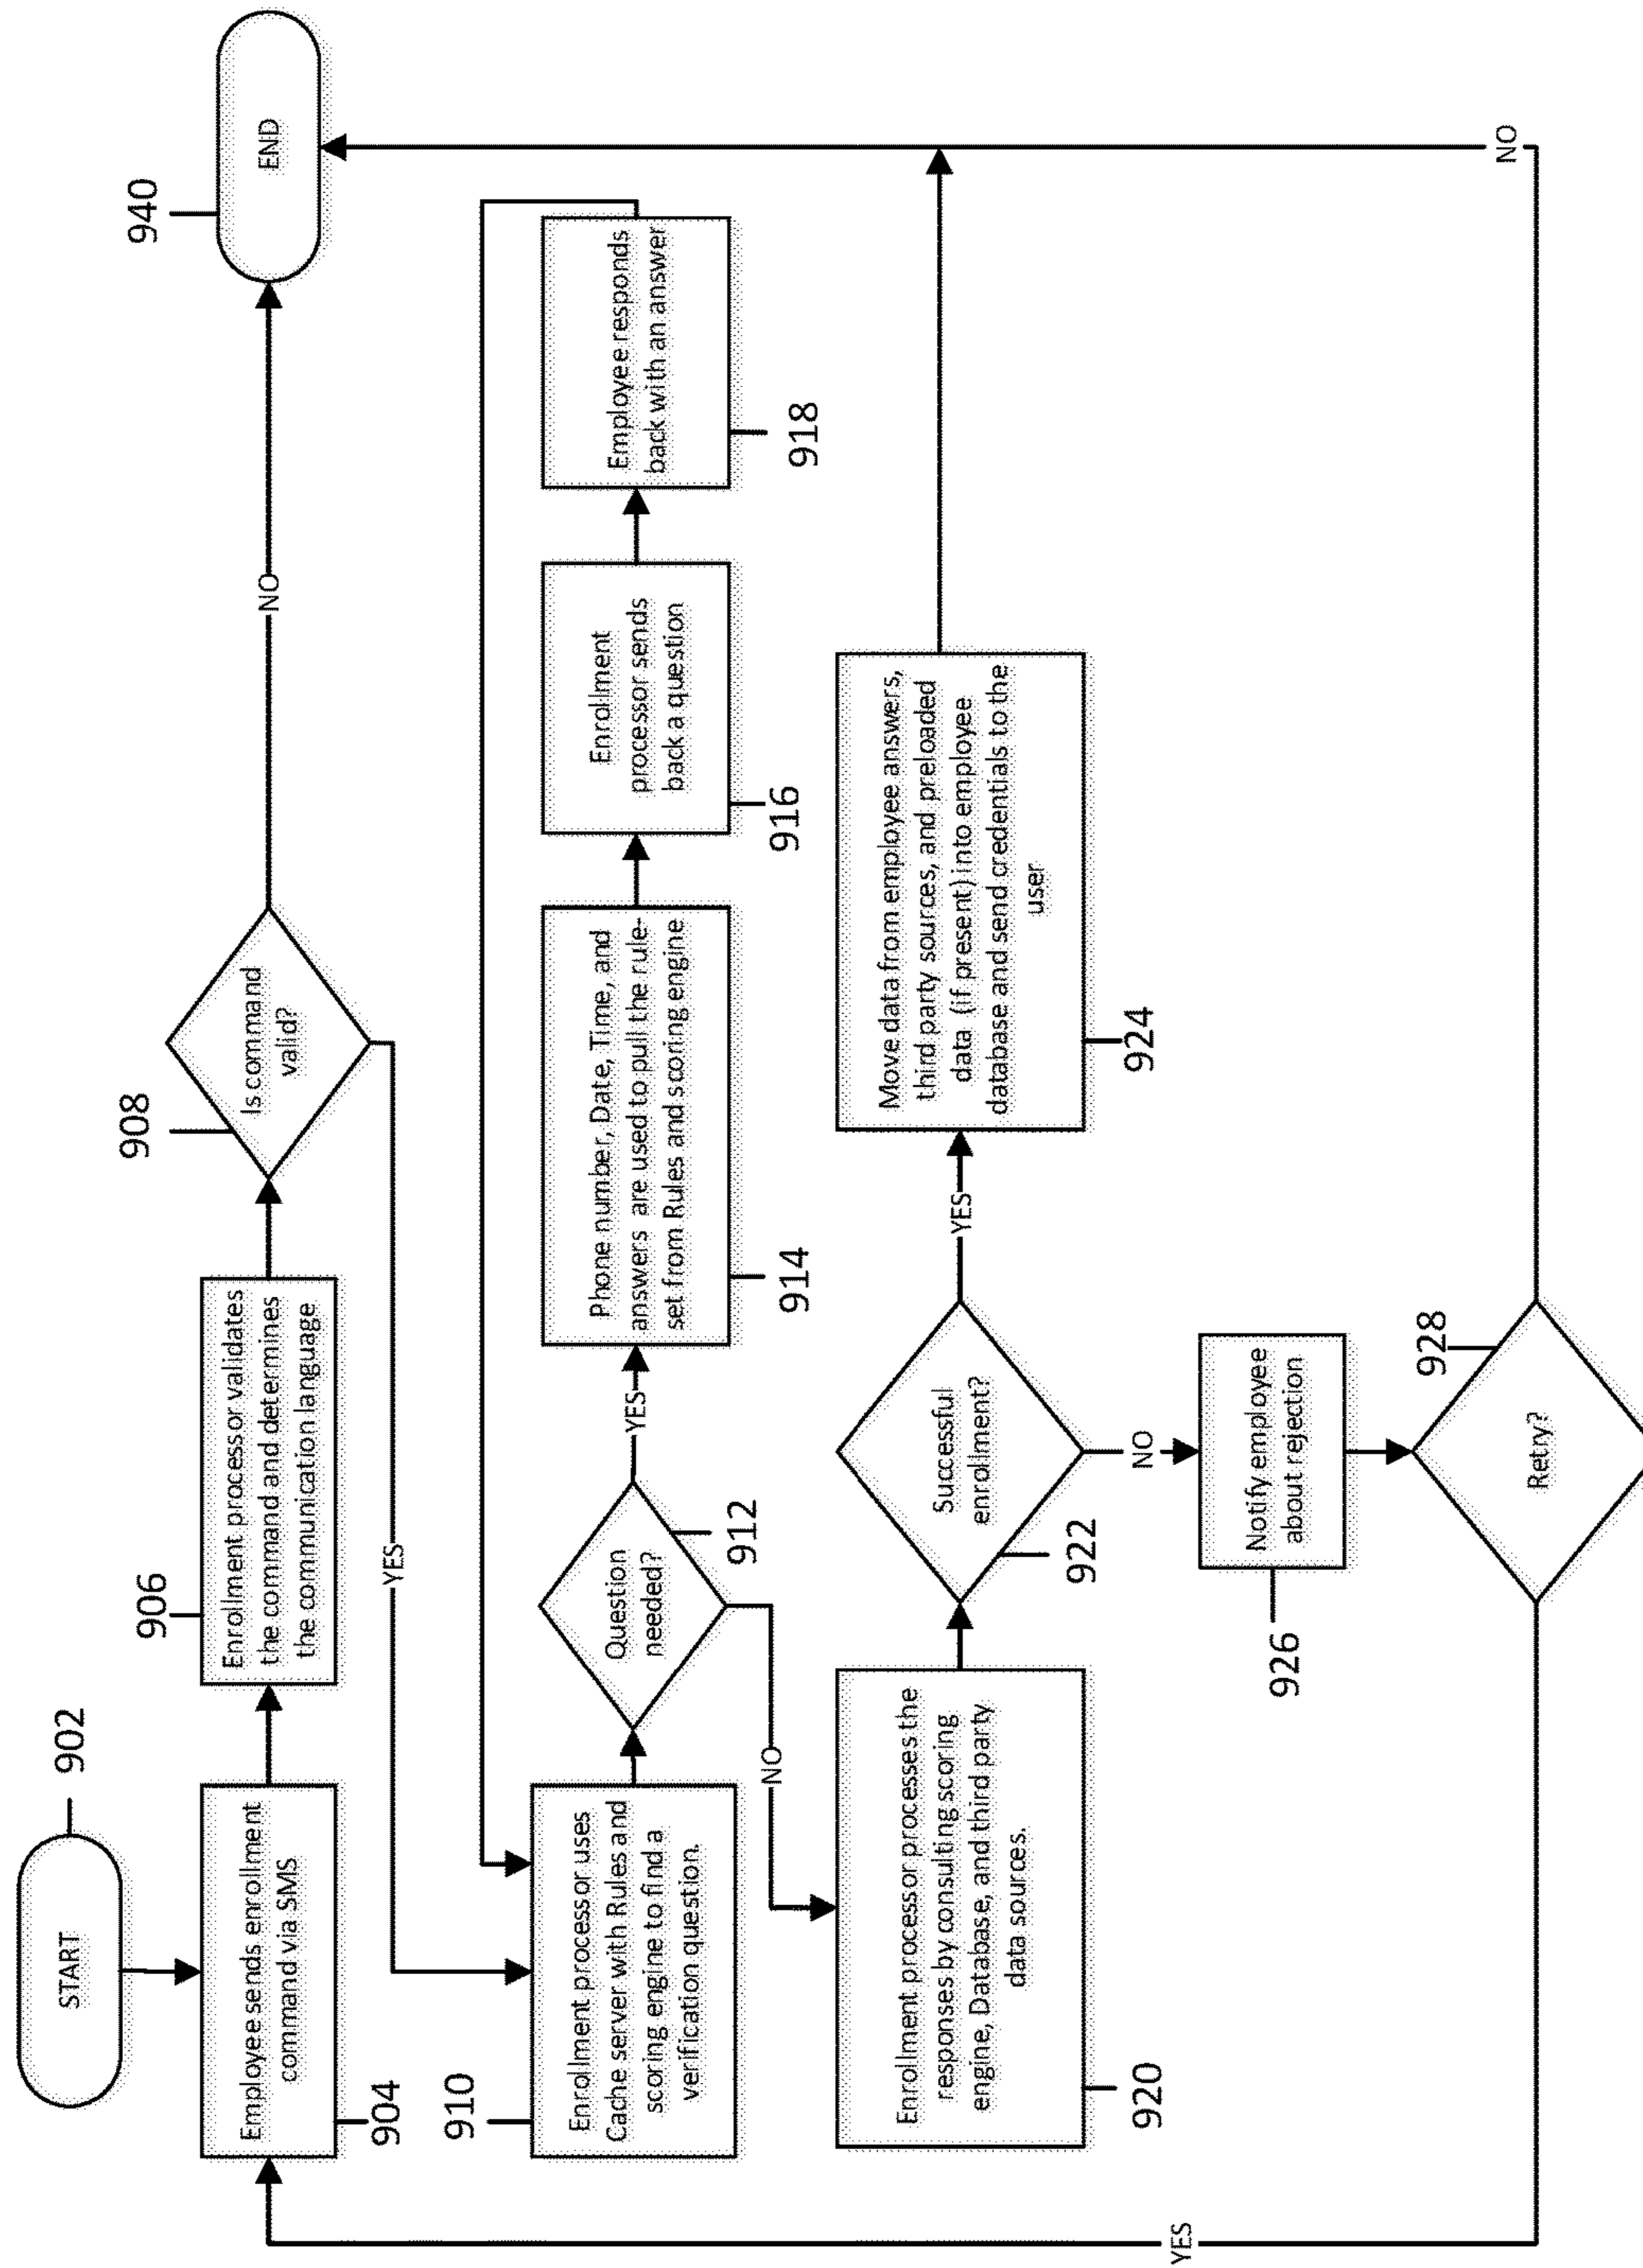 START
902
Employee sends enrollment
command via SMS
904
906
Enrollment processor validates
the command and determines
the communication language
908
Is command
valid?
NO
940
END
YES
910
Enrollment processor uses
Cache server with Rules and
scoring engine to find a
verification question.
Question
needed?
912
YES
Phone number, Date, Time, and
answers are used to pull the rule-
set from Rules and scoring engine
914
Enrollment
processor sends
back a question
916
Employee responds
back with an answer
918
NO
Enrollment processor processes the
responses by consulting scoring
engine, Database, and third party
data sources.
920
Successful
enrollment?
922
YES
Move data from employee answers,
third party sources, and preloaded
data (if present) into employee
database and send credentials to the
user
924
NO
Notify employee
about rejection
926
928
Retry?
YES
NO